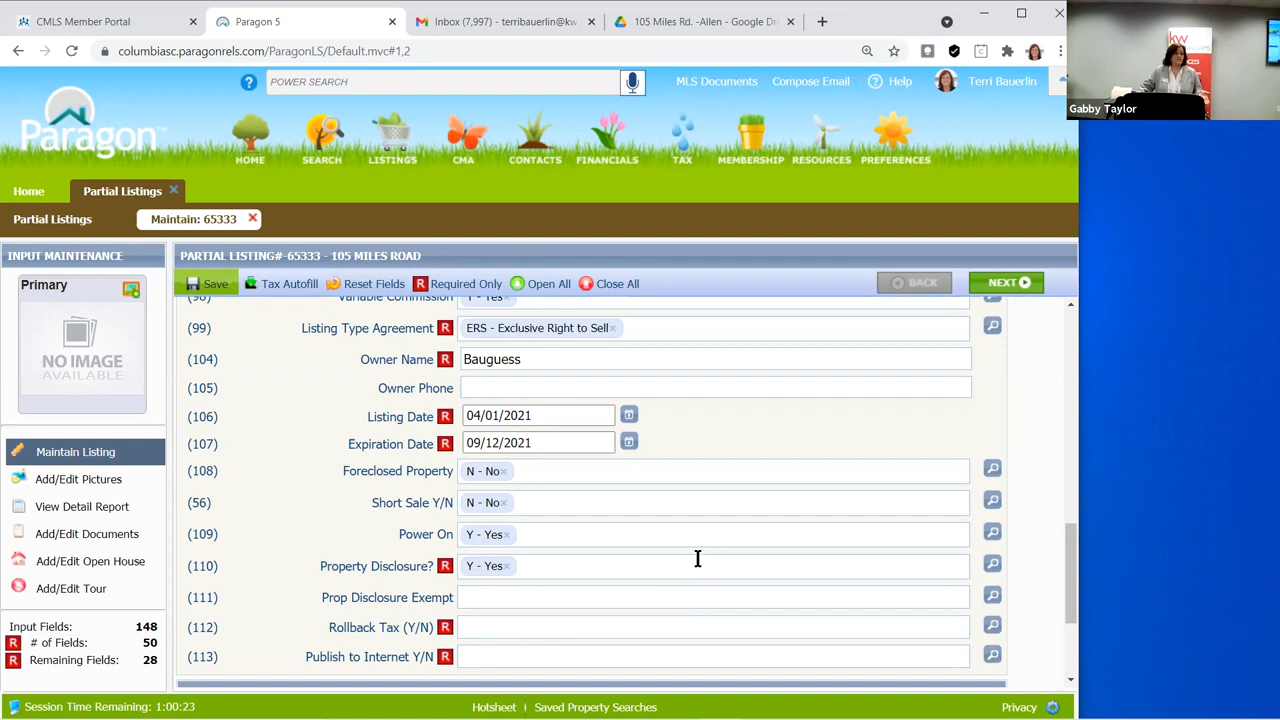 CMLS Member Portal
Paragon 5
Inbox (7,997) - terribauerlin@kw.
105 Miles Rd. -Allen - Google Dri
columbiasc.paragonrels.com/ParagonLS/Default.mvc#1,2
POWER SEARCH
MLS Documents Compose Email Help Terri Bauerlin
Paragon
HOME SEARCH LISTINGS CMA CONTACTS FINANCIALS TAX MEMBERSHIP RESOURCES PREFERENCES
Home Partial Listings
Partial Listings Maintain: 65333
INPUT MAINTENANCE
PARTIAL LISTING#-65333 - 105 MILES ROAD
Primary
NO IMAGE
AVAILABLE
Save Tax Autofill Reset Fields R Required Only Open All Close All BACK NEXT
(98) Variable Commission Y - Yes
(99) Listing Type Agreement R ERS - Exclusive Right to Sell
(104) Owner Name R Bauguess
(105) Owner Phone
(106) Listing Date R 04/01/2021
(107) Expiration Date R 09/12/2021
(108) Foreclosed Property R N - No
(56) Short Sale Y/N N - No
(109) Power On Y - Yes
(110) Property Disclosure? R Y - Yes
(111) Prop Disclosure Exempt
(112) Rollback Tax (Y/N) R
(113) Publish to Internet Y/N R
Maintain Listing
Add/Edit Pictures
View Detail Report
Add/Edit Documents
Add/Edit Open House
Add/Edit Tour
Input Fields: 148
R # of Fields: 50
R Remaining Fields: 28
Session Time Remaining: 1:00:23
Hotsheet Saved Property Searches
Privacy
kw
Gabby Taylor